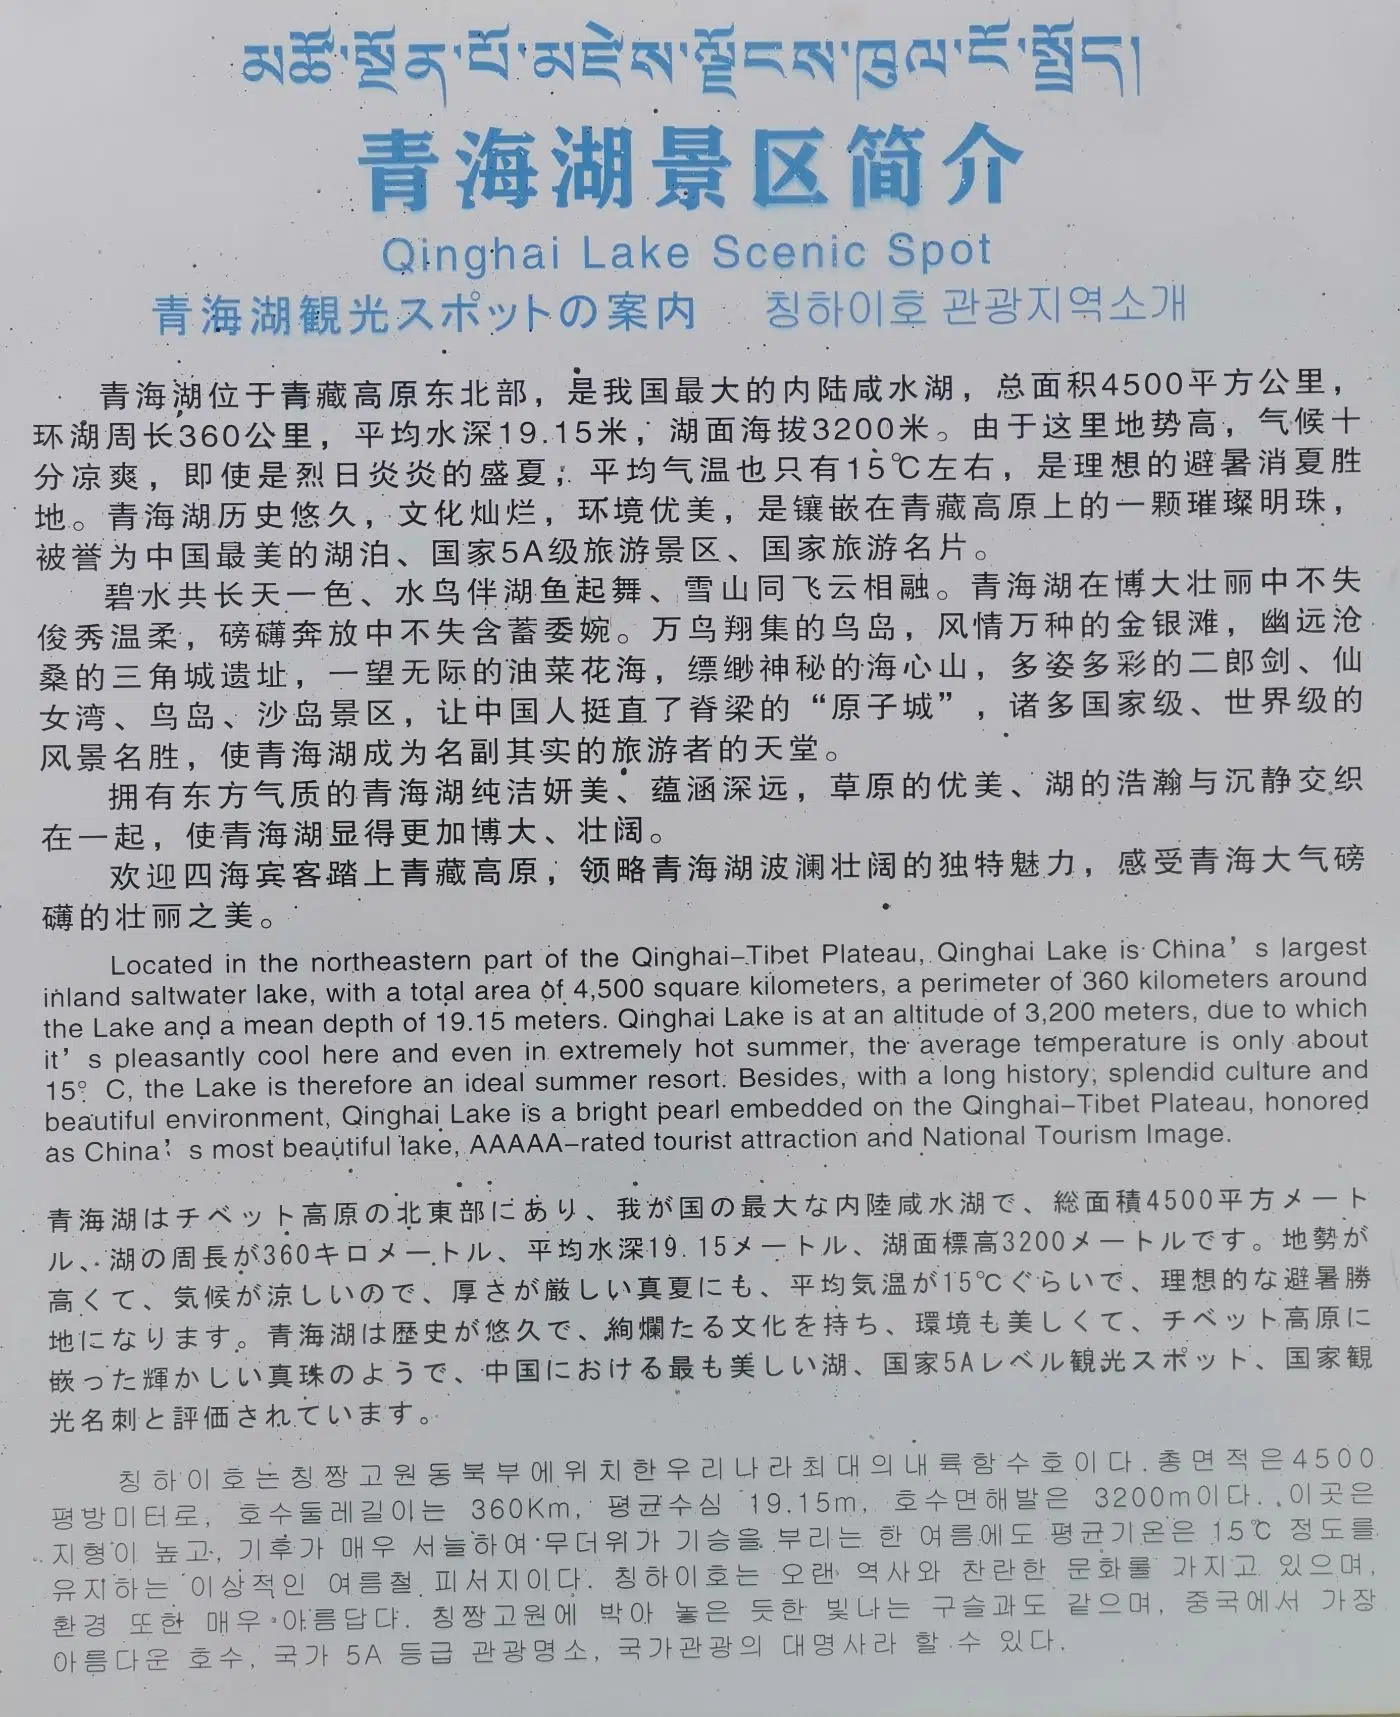 མཚོ་སྔོན་པོ་མཛེས་ལྗོངས་ཁུལ་ངོ་སྤྲོད།
青海湖景区简介
Qinghai Lake Scenic Spot
青海湖観光スポットの案内 칭하이호 관광지역소개
青海湖位于青藏高原东北部，是我国最大的内陆咸水湖，总面积4500平方公里，
环湖周长360公里，平均水深19.15米，湖面海拔3200米。由于这里地势高，气候十
分凉爽，即使是烈日炎炎的盛夏，平均气温也只有15℃左右，是理想的避暑消夏胜
地。青海湖历史悠久，文化灿烂，环境优美，是镶嵌在青藏高原上的一颗璀璨明珠，
被誉为中国最美的湖泊、国家5A级旅游景区、国家旅游名片。
碧水共长天一色、水鸟伴湖鱼起舞、雪山同飞云相融。青海湖在博大壮丽中不失
俊秀温柔，磅礴奔放中不失含蓄委婉。万鸟翔集的鸟岛，风情万种的金银滩，幽远沧
桑的三角城遗址，一望无际的油菜花海，缥缈神秘的海心山，多姿多彩的二郎剑、仙
女湾、鸟岛、沙岛景区，让中国人挺直了脊梁的“原子城”，诸多国家级、世界级的
风景名胜，使青海湖成为名副其实的旅游者的天堂。
拥有东方气质的青海湖纯洁妍美、蕴涵深远，草原的优美、湖的浩瀚与沉静交织
在一起，使青海湖显得更加博大、壮阔。
欢迎四海宾客踏上青藏高原，领略青海湖波澜壮阔的独特魅力，感受青海大气磅
礴的壮丽之美。
Located in the northeastern part of the Qinghai–Tibet Plateau, Qinghai Lake is China’s largest
inland saltwater lake, with a total area of 4,500 square kilometers, a perimeter of 360 kilometers around
the Lake and a mean depth of 19.15 meters. Qinghai Lake is at an altitude of 3,200 meters, due to which
it’s pleasantly cool here and even in extremely hot summer, the average temperature is only about
15° C, the Lake is therefore an ideal summer resort. Besides, with a long history, splendid culture and
beautiful environment, Qinghai Lake is a bright pearl embedded on the Qinghai–Tibet Plateau, honored
as China’s most beautiful lake, AAAAA–rated tourist attraction and National Tourism Image.
青海湖はチベット高原の北東部にあり、我が国の最大な内陸咸水湖で、総面積4500平方メート
ル、湖の周長が360キロメートル、平均水深19.15メートル、湖面標高3200メートルです。地勢が
高くて、気候が涼しいので、厚さが厳しい真夏にも、平均気温が15℃ぐらいで、理想的な避暑勝
地になります。青海湖は歴史が悠久で、絢爛たる文化を持ち、環境も美しくて、チベット高原に
嵌った輝かしい真珠のようで、中国における最も美しい湖、国家5Aレベル観光スポット、国家観
光名刺と評価されています。
칭하이호는칭짱고원동북부에위치한우리나라최대의내륙함수호이다.총면적은4500
평방미터로, 호수둘레길이는 360Km, 평균수심 19.15m, 호수면해발은 3200m이다. 이곳은
지형이 높고, 기후가 매우 서늘하여 무더위가 기승을 부리는 한 여름에도 평균기온은 15℃ 정도를
유지하는 이상적인 여름철 피서지이다. 칭하이호는 오랜 역사와 찬란한 문화를 가지고 있으며,
환경 또한 매우 아름답다. 칭짱고원에 박아 놓은 듯한 빛나는 구슬과도 같으며, 중국에서 가장
아름다운 호수, 국가 5A 등급 관광명소, 국가관광의 대명사라 할 수 있다.